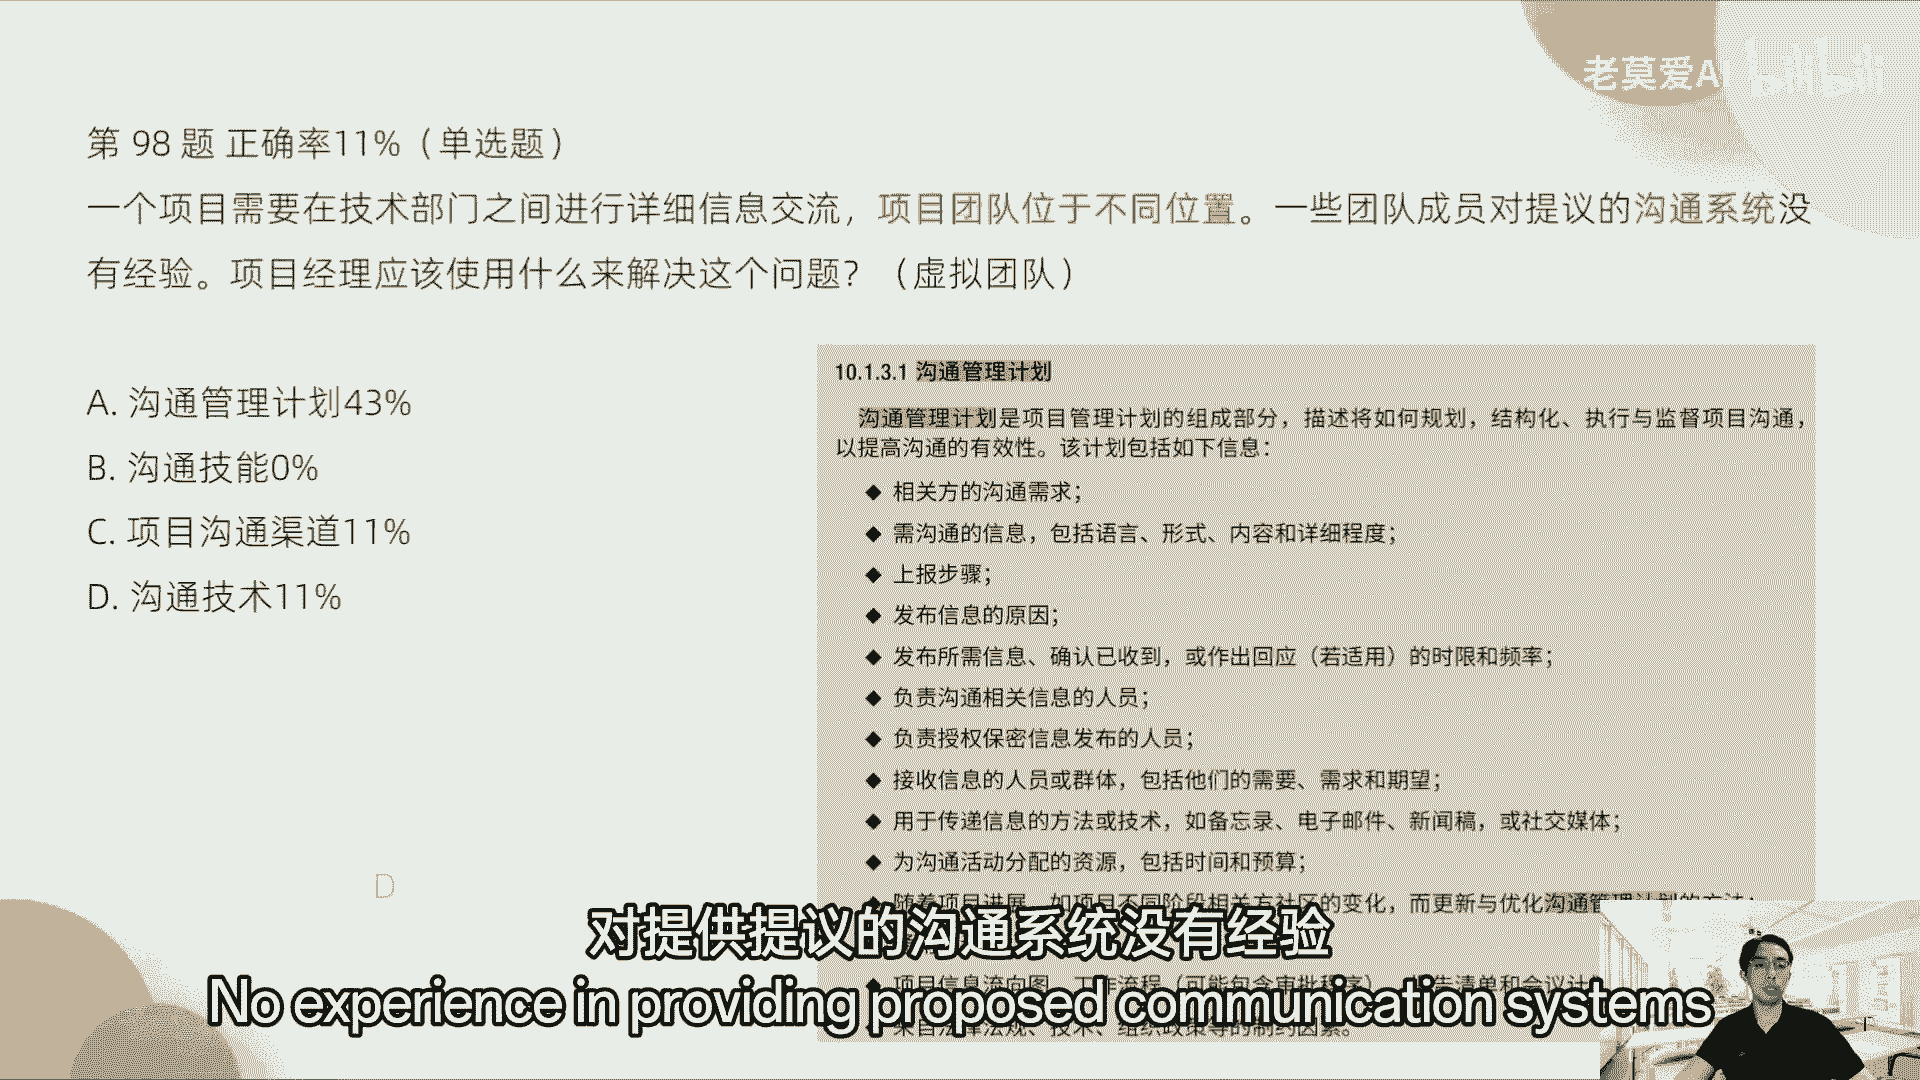 老莫爱AI bilibili
第 98 题 正确率11%（单选题）
一个项目需要在技术部门之间进行详细信息交流，项目团队位于不同位置。一些团队成员对提议的沟通系统没
有经验。项目经理应该使用什么来解决这个问题？（虚拟团队）
A. 沟通管理计划43%
B. 沟通技能0%
C. 项目沟通渠道11%
D. 沟通技术11%
D
10.1.3.1 沟通管理计划
沟通管理计划是项目管理计划的组成部分，描述将如何规划，结构化、执行与监督项目沟通，
以提高沟通的有效性。该计划包括如下信息：
◆ 相关方的沟通需求；
◆ 需沟通的信息，包括语言、形式、内容和详细程度；
◆ 上报步骤；
◆ 发布信息的原因；
◆ 发布所需信息、确认已收到，或作出回应（若适用）的时限和频率；
◆ 负责沟通相关信息的人员；
◆ 负责授权保密信息发布的人员；
◆ 接收信息的人员或群体，包括他们的需要、需求和期望；
◆ 用于传递信息的方法或技术，如备忘录、电子邮件、新闻稿，或社交媒体；
◆ 为沟通活动分配的资源，包括时间和预算；
随着项目进展，如项目不同阶段相关方社区的变化，而更新与优化沟通管理计划的方法；
项目信息流向图、工作流程（可能包含审批程序）、
来自法律法规、技术、组织政策等的制约因素。
对提供提议的沟通系统没有经验
No experience in providing proposed communication systems